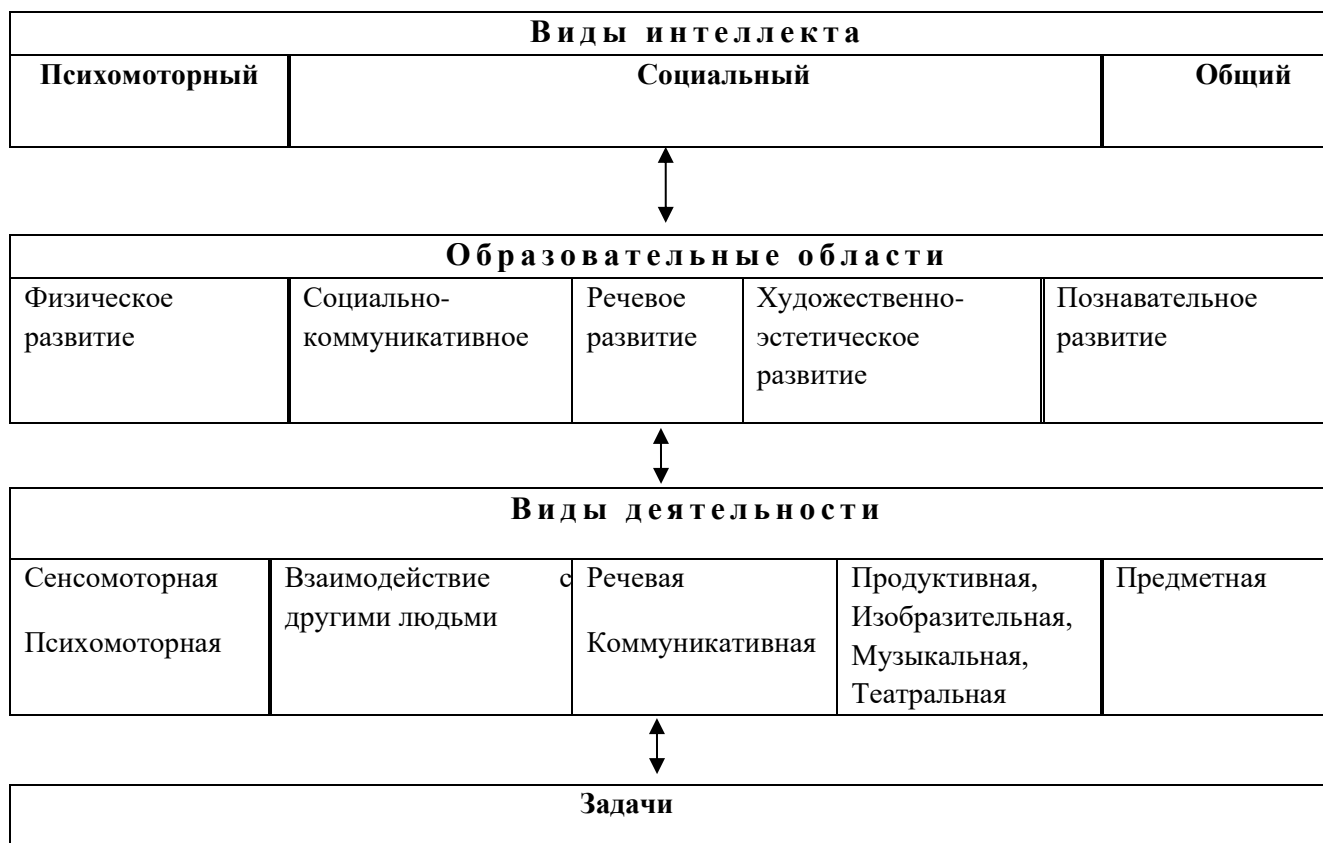 Виды интеллекта
Психомоторный Социальный Общий
Образовательные области
Физическое развитие
Социально-коммуникативное
Речевое развитие
Художественно-эстетическое развитие
Познавательное развитие
Виды деятельности
Сенсомоторная
Психомоторная
Взаимодействие с
другими людьми
Речевая
Коммуникативная
Продуктивная,
Изобразительная,
Музыкальная,
Театральная
Предметная
Задачи